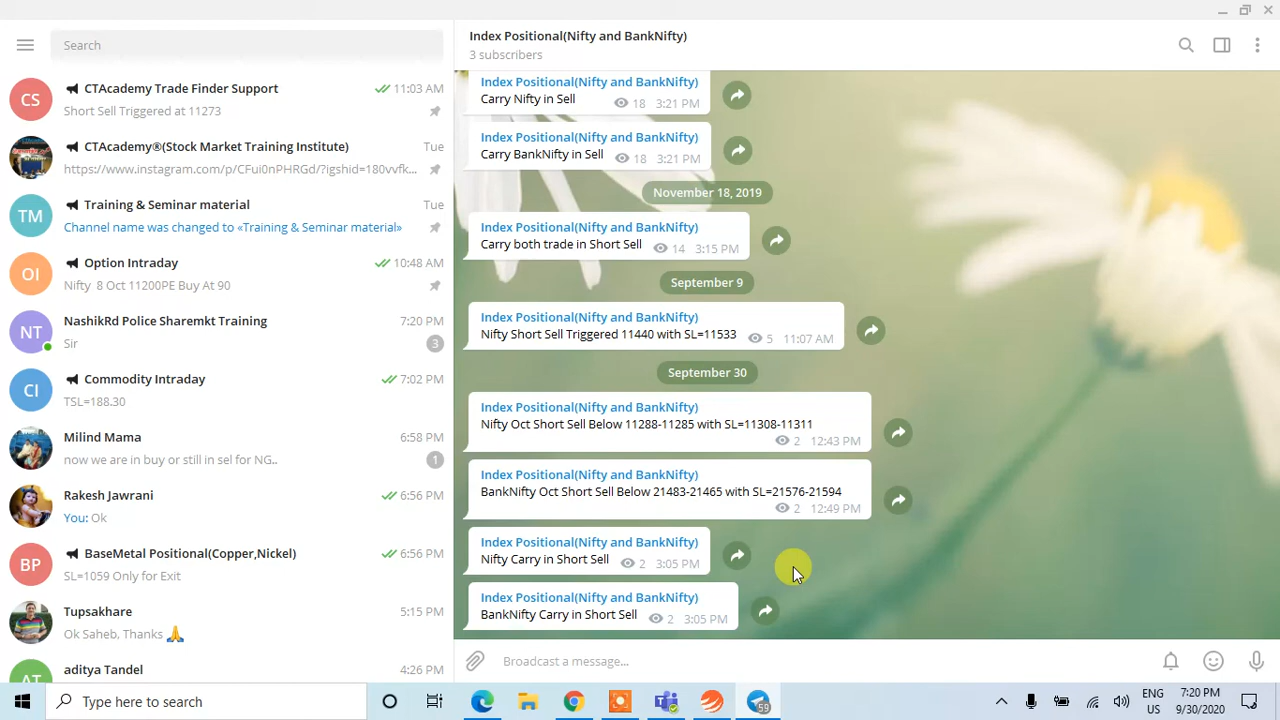 Search
CS
CTAcademy Trade Finder Support
11:03 AM
Short Sell Triggered at 11273
CTAcademy®(Stock Market Training Institute)
Tue
https://www.instagram.com/p/CFui0nPHRGd/?igshid=180vvfk...
TM
Training & Seminar material
Tue
Channel name was changed to «Training & Seminar material»
OI
Option Intraday
10:48 AM
Nifty 8 Oct 11200PE Buy At 90
NT
NashikRd Police Sharemkt Training
7:20 PM
Sir
3
CI
Commodity Intraday
7:02 PM
TSL=188.30
Milind Mama
6:58 PM
now we are in buy or still in sel for NG..
1
Rakesh Jawrani
6:56 PM
You: Ok
BP
BaseMetal Positional(Copper,Nickel)
6:56 PM
SL=1059 Only for Exit
Tupsakhare
5:15 PM
Ok Saheb, Thanks 🙏
AT
aditya Tandel
4:26 PM
Index Positional(Nifty and BankNifty)
3 subscribers
Index Positional(Nifty and BankNifty)
Carry Nifty in Sell
18 3:21 PM
Index Positional(Nifty and BankNifty)
Carry BankNifty in Sell
18 3:21 PM
November 18, 2019
Index Positional(Nifty and BankNifty)
Carry both trade in Short Sell
14 3:15 PM
September 9
Index Positional(Nifty and BankNifty)
Nifty Short Sell Triggered 11440 with SL=11533
5 11:07 AM
September 30
Index Positional(Nifty and BankNifty)
Nifty Oct Short Sell Below 11288-11285 with SL=11308-11311
2 12:43 PM
Index Positional(Nifty and BankNifty)
BankNifty Oct Short Sell Below 21483-21465 with SL=21576-21594
2 12:49 PM
Index Positional(Nifty and BankNifty)
Nifty Carry in Short Sell
2 3:05 PM
Index Positional(Nifty and BankNifty)
BankNifty Carry in Short Sell
2 3:05 PM
Broadcast a message...
Type here to search
59
ENG
US
7:20 PM
9/30/2020